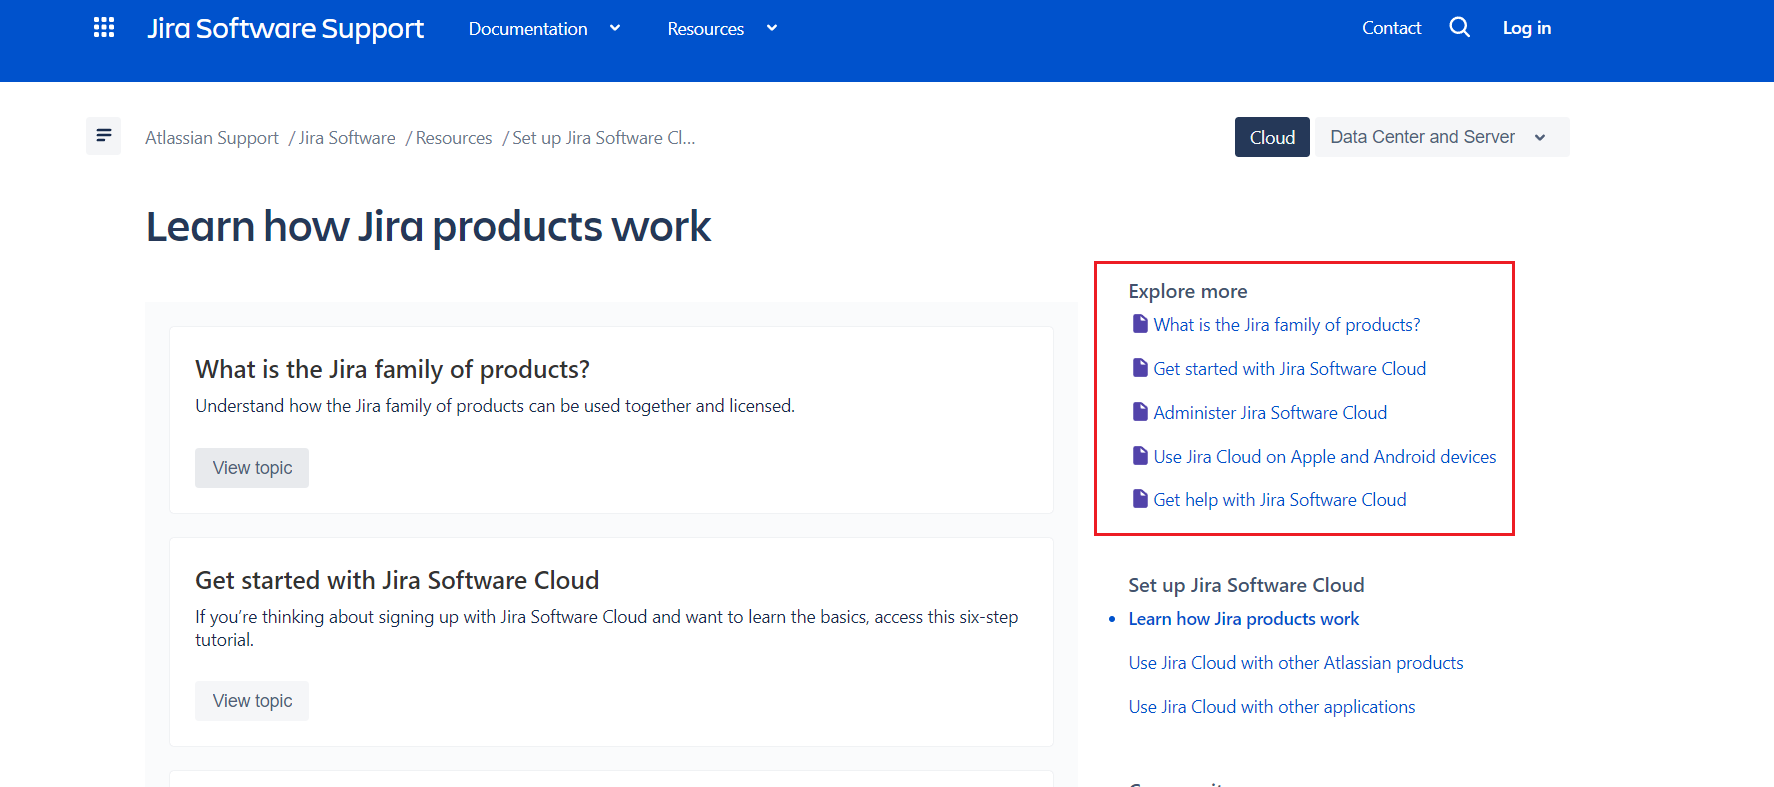 Jira Software Support
Documentation
Resources
Contact
Log in
Atlassian Support / Jira Software / Resources / Set up Jira Software Cl...
Cloud
Data Center and Server
Learn how Jira products work
What is the Jira family of products?
Understand how the Jira family of products can be used together and licensed.
View topic
Get started with Jira Software Cloud
If you’re thinking about signing up with Jira Software Cloud and want to learn the basics, access this six-step
tutorial.
View topic
Explore more
What is the Jira family of products?
Get started with Jira Software Cloud
Administer Jira Software Cloud
Use Jira Cloud on Apple and Android devices
Get help with Jira Software Cloud
Set up Jira Software Cloud
Learn how Jira products work
Use Jira Cloud with other Atlassian products
Use Jira Cloud with other applications